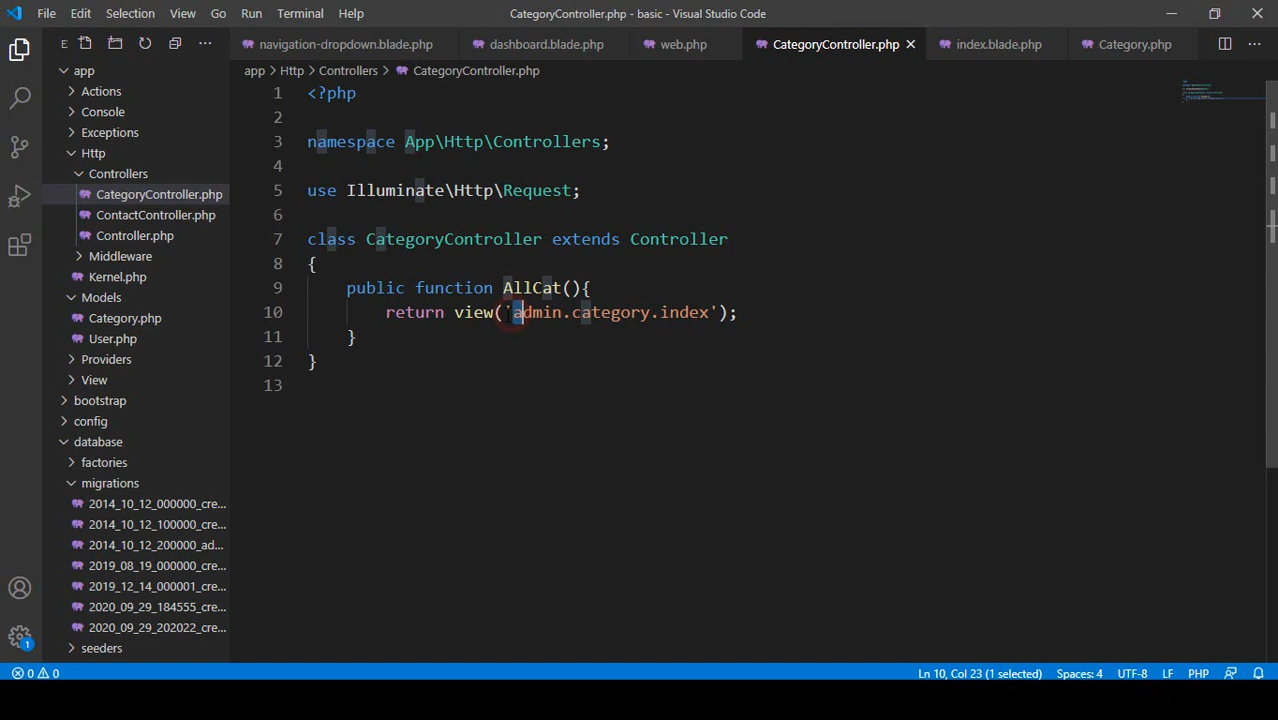 File Edit Selection View Go Run Terminal Help CategoryController.php - basic - Visual Studio Code
E ··· navigation-dropdown.blade.php dashboard.blade.php web.php CategoryController.php index.blade.php Category.php ···
app > Http > Controllers > CategoryController.php
app
Actions
Console
Exceptions
Http
Controllers
CategoryController.php
ContactController.php
Controller.php
Middleware
Kernel.php
Models
Category.php
User.php
Providers
View
bootstrap
config
database
factories
migrations
2014_10_12_000000_cre...
2014_10_12_100000_cre...
2014_10_12_200000_ad...
2019_08_19_000000_cre...
2019_12_14_000001_cre...
2020_09_29_184555_cre...
2020_09_29_202022_cre...
seeders
1 <?php
2
3 namespace App\Http\Controllers;
4
5 use Illuminate\Http\Request;
6
7 class CategoryController extends Controller
8 {
9 public function AllCat(){
10 return view('admin.category.index');
11 }
12 }
13
1
0 0 Ln 10, Col 23 (1 selected) Spaces: 4 UTF-8 LF PHP